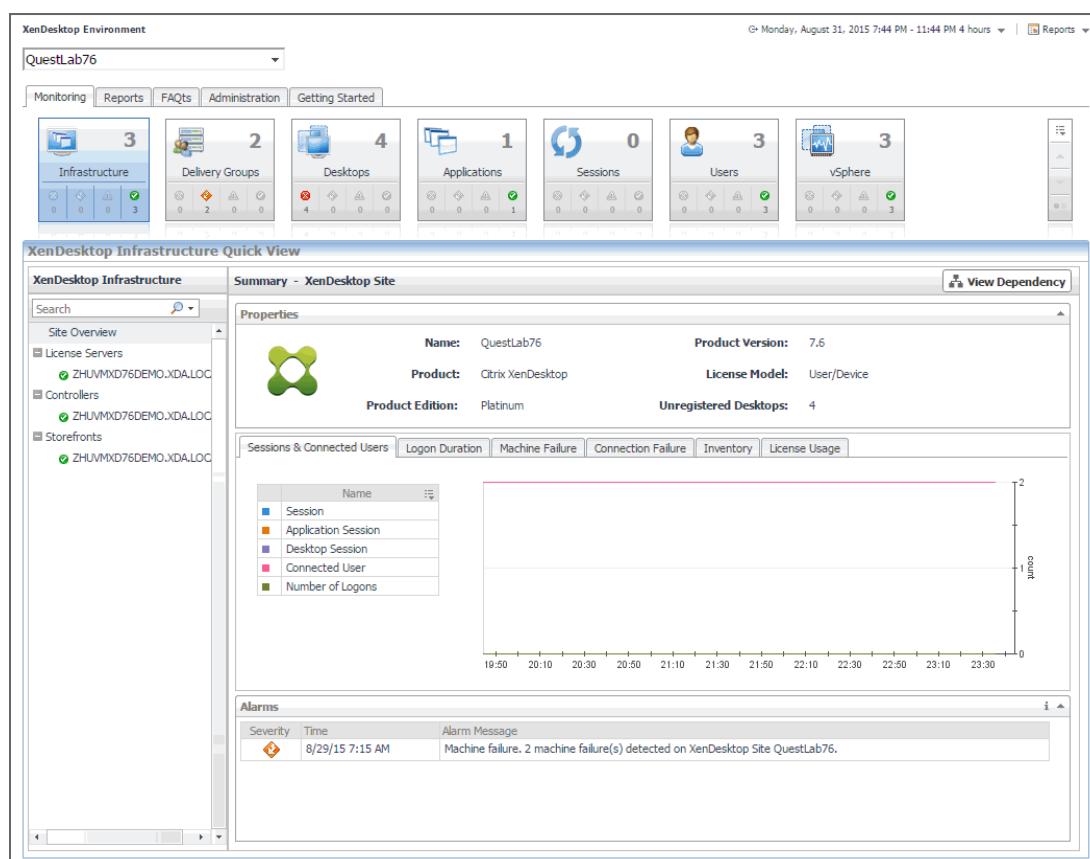 XenDesktop Environment
Monday, August 31, 2015 7:44 PM - 11:44 PM 4 hours
Reports
QuestLab76
Monitoring Reports FAQts Administration Getting Started
3 2 4 1 0 3 3
Infrastructure Delivery Groups Desktops Applications Sessions Users vSphere
0 0 0 3 0 2 0 0 4 0 0 0 0 0 0 1 0 0 0 0 0 0 0 3 0 0 0 3
XenDesktop Infrastructure Quick View
XenDesktop Infrastructure
Search
Site Overview
License Servers
ZHUVMXD76DEMO.XDA.LOC
Controllers
ZHUVMXD76DEMO.XDA.LOC
Storefronts
ZHUVMXD76DEMO.XDA.LOC
Summary - XenDesktop Site
View Dependency
Properties
Name: QuestLab76 Product Version: 7.6
Product: Citrix XenDesktop License Model: User/Device
Product Edition: Platinum Unregistered Desktops: 4
Sessions & Connected Users Logon Duration Machine Failure Connection Failure Inventory License Usage
Name
Session
Application Session
Desktop Session
Connected User
Number of Logons
2
1
0
count
19:50 20:10 20:30 20:50 21:10 21:30 21:50 22:10 22:30 22:50 23:10 23:30
Alarms
Severity Time Alarm Message
8/29/15 7:15 AM Machine failure. 2 machine failure(s) detected on XenDesktop Site QuestLab76.